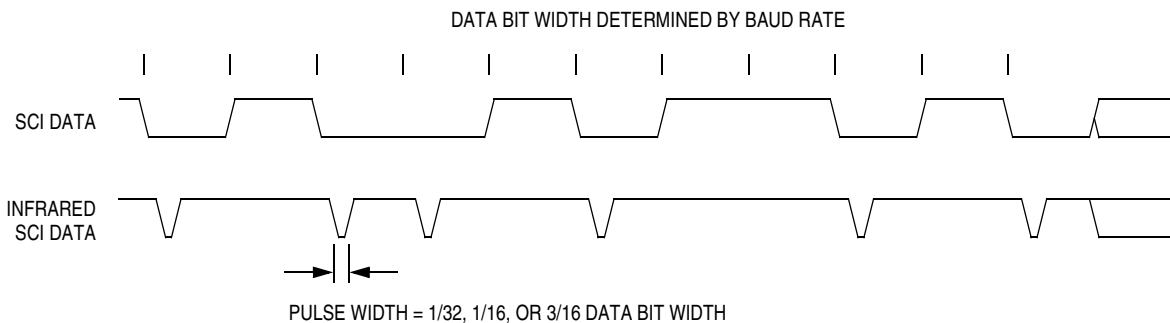 DATA BIT WIDTH DETERMINED BY BAUD RATE
SCI DATA
INFRARED
SCI DATA
PULSE WIDTH = 1/32, 1/16, OR 3/16 DATA BIT WIDTH